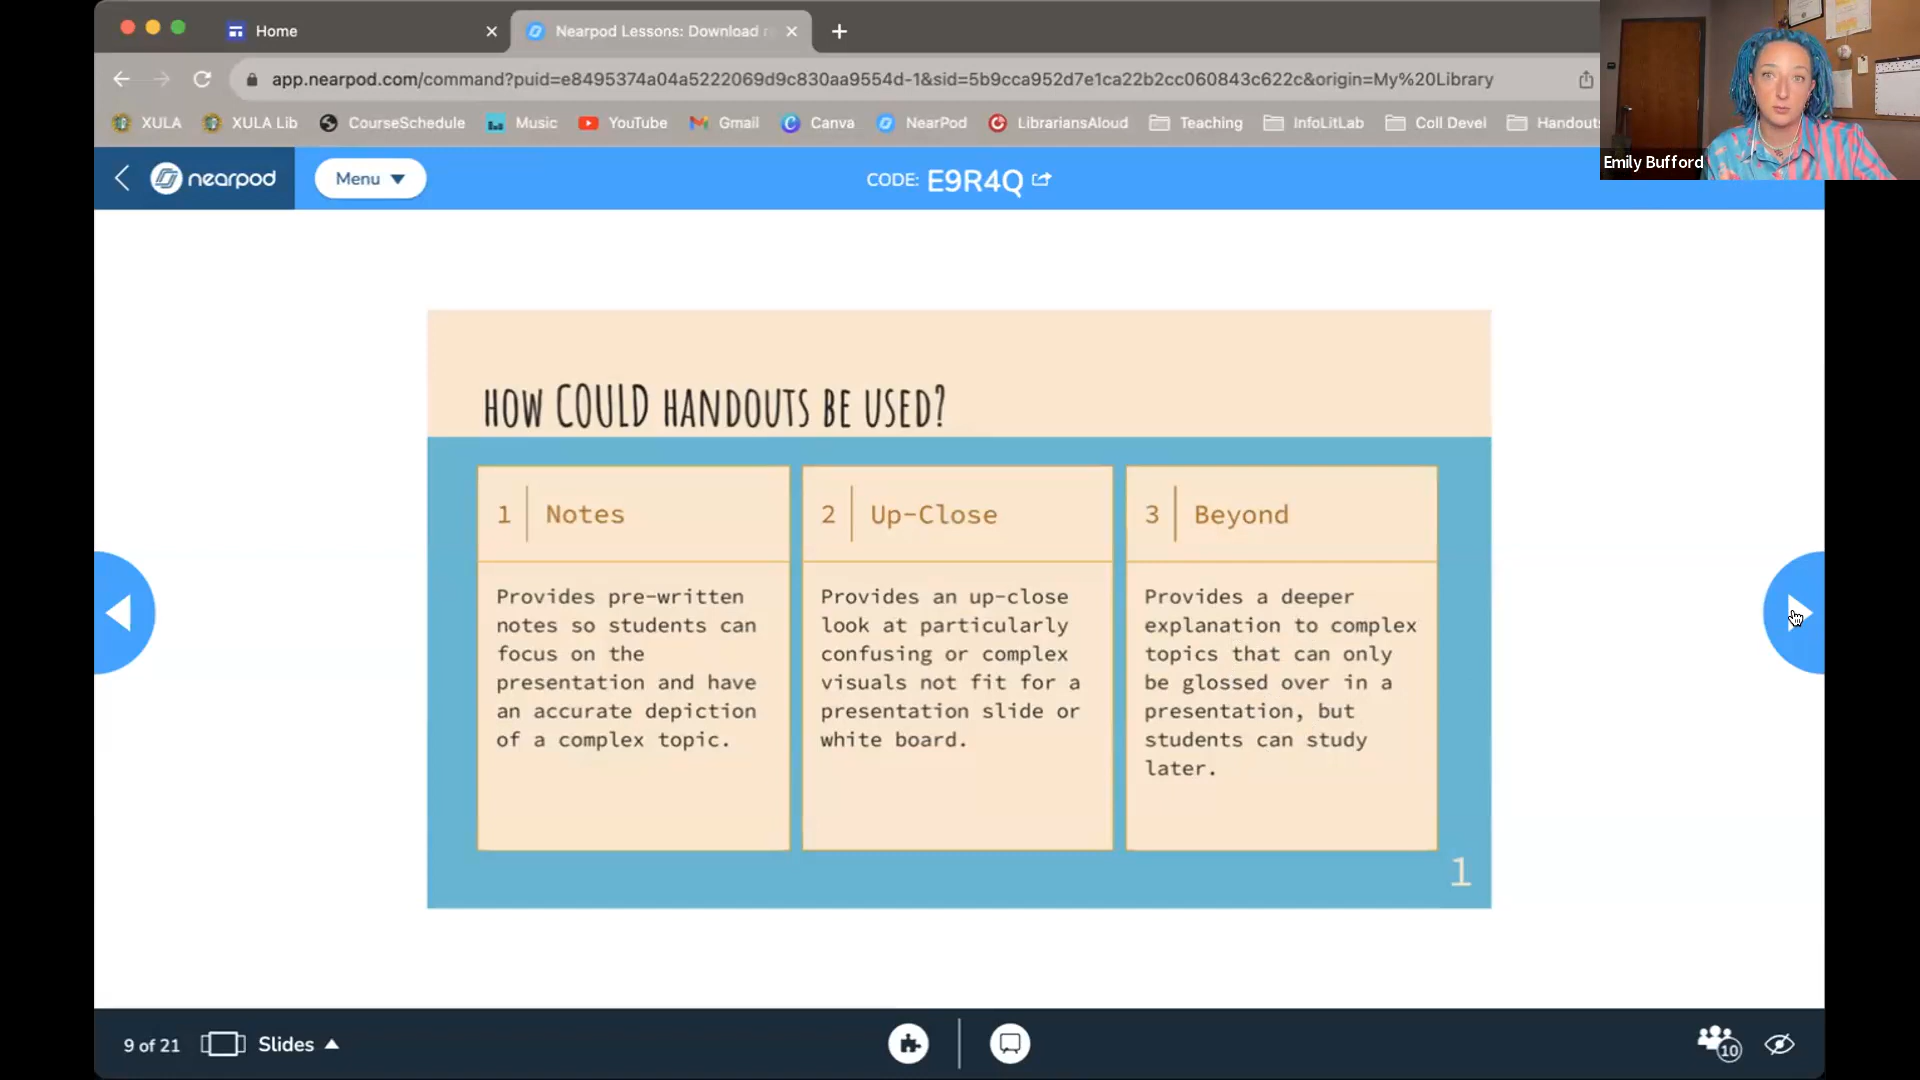 Home
Nearpod Lessons: Download
app.nearpod.com/command?puid=e8495374a04a5222069d9c830aa9554d-1&sid=5b9cca952d7e1ca22b2cc060843c622c&origin=My%20Library
XULA XULA Lib CourseSchedule Music YouTube Gmail Canva NearPod LibrariansAloud Teaching InfoLitLab Coll Devel Handouts
Emily Bufford
nearpod Menu CODE: E9R4Q
HOW COULD HANDOUTS BE USED?
1 Notes
Provides pre-written
notes so students can
focus on the
presentation and have
an accurate depiction
of a complex topic.
2 Up-Close
Provides an up-close
look at particularly
confusing or complex
visuals not fit for a
presentation slide or
white board.
3 Beyond
Provides a deeper
explanation to complex
topics that can only
be glossed over in a
presentation, but
students can study
later.
1
9 of 21 Slides 10